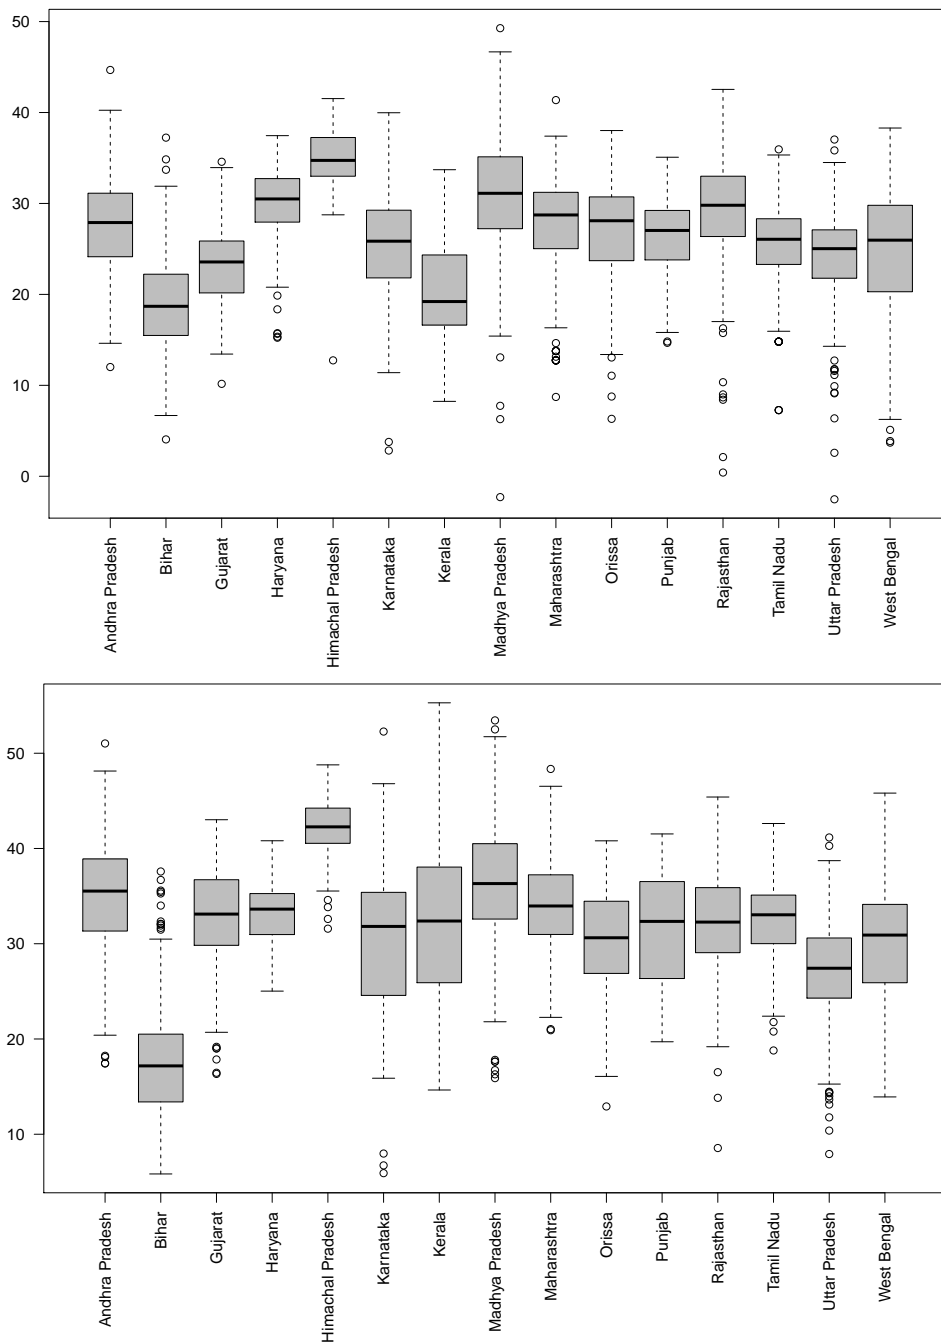 50
40
30
20
10
0
Andhra Pradesh
Bihar
Gujarat
Haryana
Himachal Pradesh
Karnataka
Kerala
Madhya Pradesh
Maharashtra
Orissa
Punjab
Rajasthan
Tamil Nadu
Uttar Pradesh
West Bengal
50
40
30
20
10
Andhra Pradesh
Bihar
Gujarat
Haryana
Himachal Pradesh
Karnataka
Kerala
Madhya Pradesh
Maharashtra
Orissa
Punjab
Rajasthan
Tamil Nadu
Uttar Pradesh
West Bengal